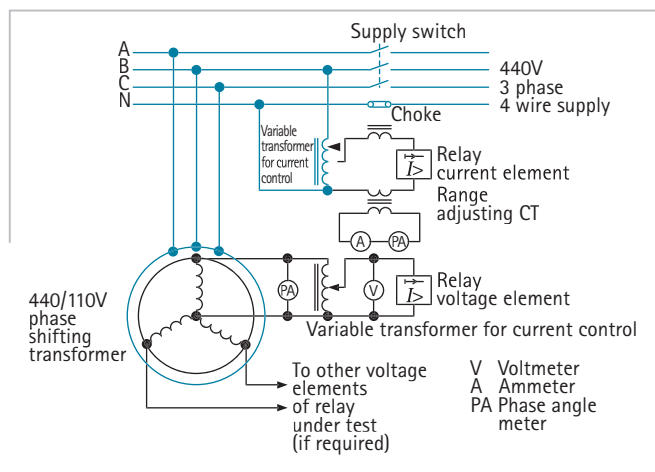 Supply switch
A
B
C
N
440V
3 phase
4 wire supply
Choke
Variable
transformer
for current
control
I>
Relay
current element
Range
adjusting CT
A
PA
440/110V
phase
shifting
transformer
PA
V
I>
Relay
voltage element
Variable transformer for current control
To other voltage
elements
of relay
under test
(if required)
V Voltmeter
A Ammeter
PA Phase angle
meter